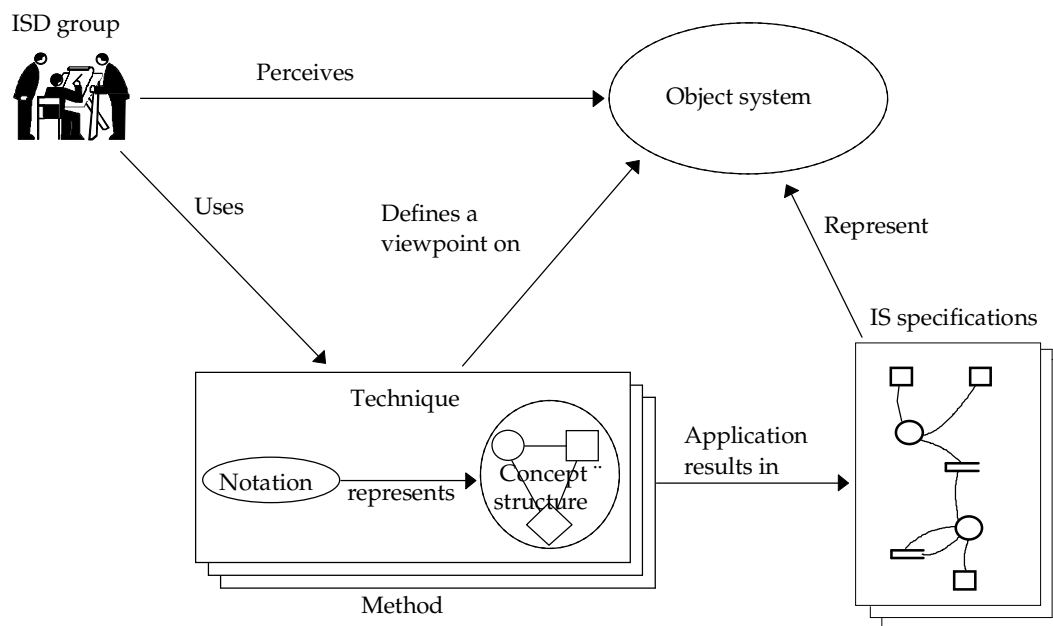 ISD group
Perceives
Object system
Uses
Defines a
viewpoint on
Represent
IS specifications
Technique
Notation
represents
Concept ¨
structure
Application
results in
Method